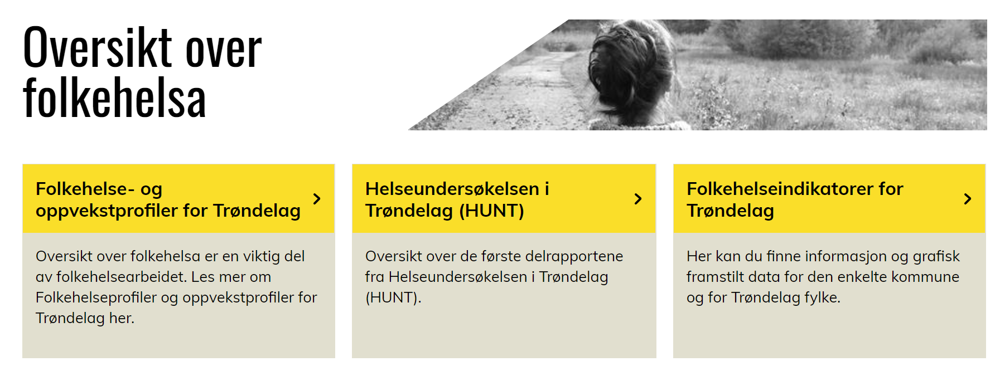 Oversikt over
folkehelsa
Folkehelse- og
oppvekstprofiler for Trøndelag
Oversikt over folkehelsa er en viktig del
av folkehelsearbeidet. Les mer om
Folkehelseprofiler og oppvekstprofiler for
Trøndelag her.
Helseundersøkelsen i
Trøndelag (HUNT)
Oversikt over de første delrapportene
fra Helseundersøkelsen i Trøndelag
(HUNT).
Folkehelseindikatorer for
Trøndelag
Her kan du finne informasjon og grafisk
framstilt data for den enkelte kommune
og for Trøndelag fylke.